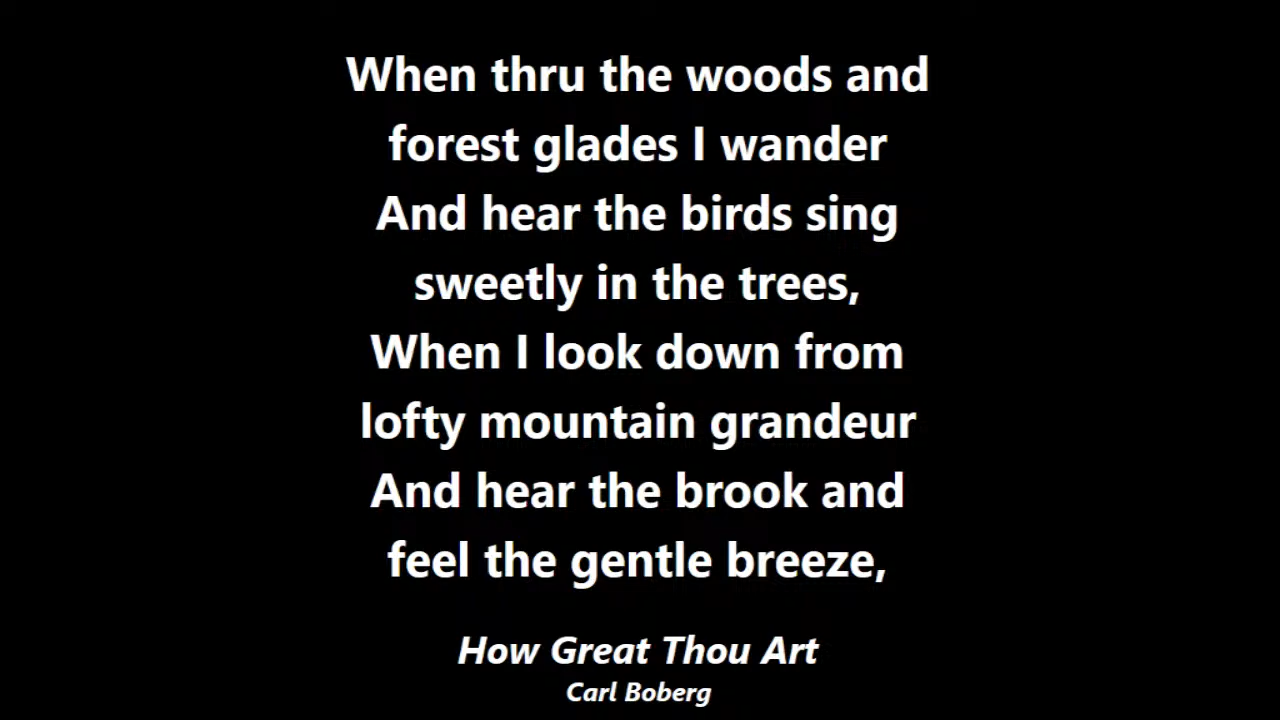 When thru the woods and
forest glades I wander
And hear the birds sing
sweetly in the trees,
When I look down from
lofty mountain grandeur
And hear the brook and
feel the gentle breeze,
How Great Thou Art
Carl Boberg